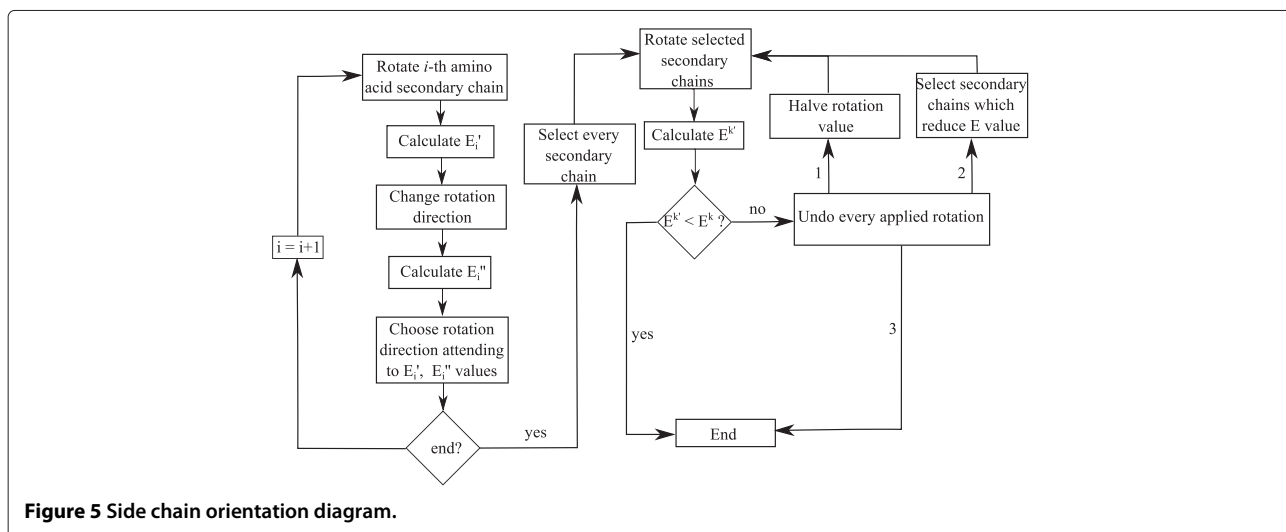 Rotate i-th amino
acid secondary chain
Calculate Ei'
Change rotation
direction
Calculate Ei''
Choose rotation
direction attending
to Ei', Ei'' values
end?
i = i+1
yes
Select every
secondary
chain
Rotate selected
secondary
chains
Calculate Ek'
Ek' < Ek ?
no
yes
Undo every applied rotation
1
Halve rotation
value
2
Select secondary
chains which
reduce E value
3
End
Figure 5 Side chain orientation diagram.